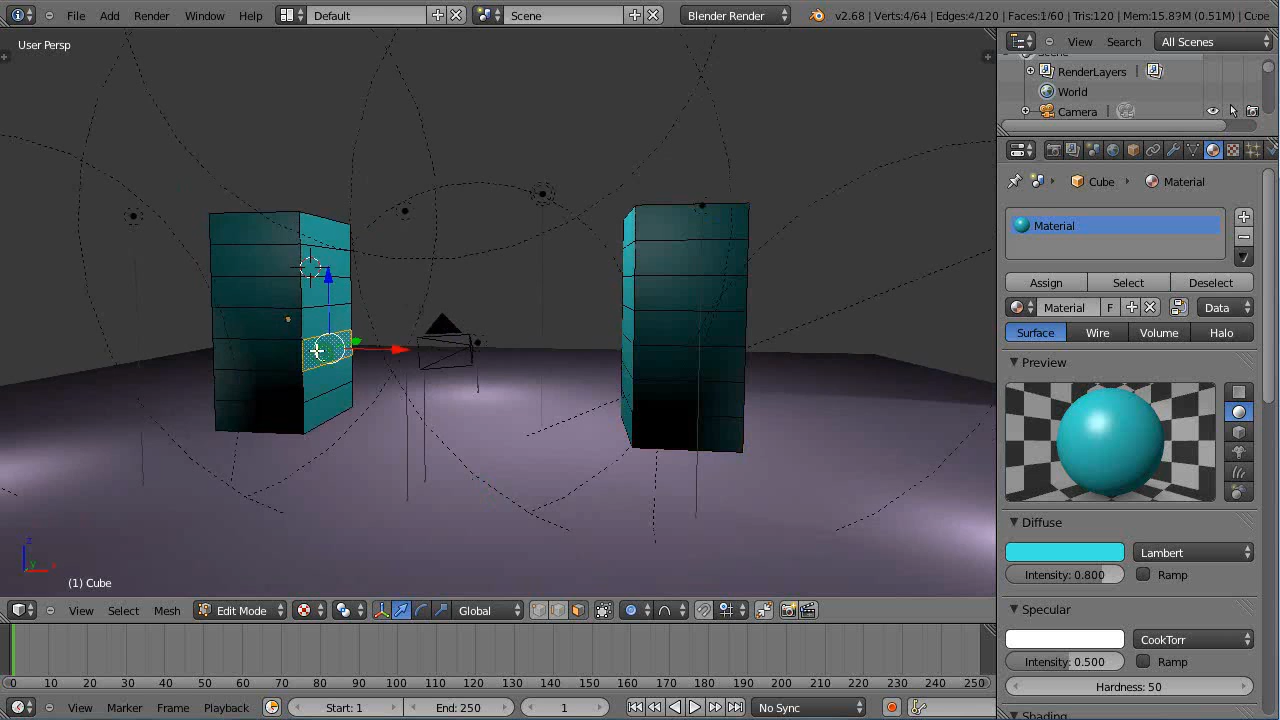 File Add Render Window Help Default Scene Blender Render v2.68 | Verts:4/64 | Edges:4/120 | Faces:1/60 | Tris:120 | Mem:15.89M (0.51M) | Cube
User Persp
View Search All Scenes
RenderLayers |
World
Camera |
Cube Material
Material
Assign Select Deselect
Material F Data
Surface Wire Volume Halo
Preview
Diffuse
Lambert
Intensity: 0.800 Ramp
Specular
CookTorr
Intensity: 0.500 Ramp
Hardness: 50
Shading
z
y x
(1) Cube
View Select Mesh Edit Mode Global
0 10 20 30 40 50 60 70 80 90 100 110 120 130 140 150 160 170 180 190 200 210 220 230 240 250
View Marker Frame Playback Start: 1 End: 250 1 No Sync